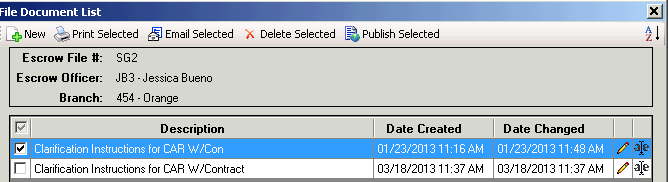 File Document List
New Print Selected Email Selected Delete Selected Publish Selected A Z
Escrow File #: SG2
Escrow Officer: JB3 - Jessica Bueno
Branch: 454 - Orange
Description Date Created Date Changed
Clarification Instructions for CAR W/Con 01/23/2013 11:16 AM 01/23/2013 11:48 AM a|e
Clarification Instructions for CAR W/Contract 03/18/2013 11:37 AM 03/18/2013 11:37 AM a|e